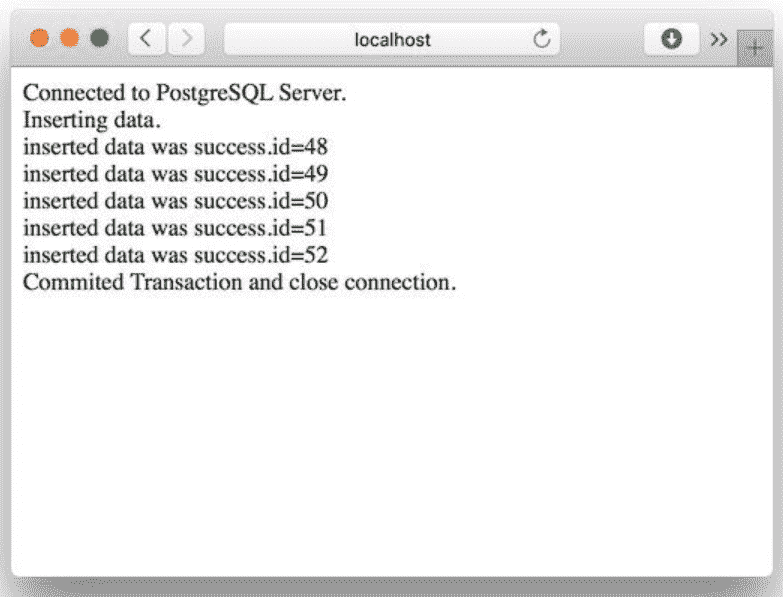 localhost
Connected to PostgreSQL Server.
Inserting data.
inserted data was success.id=48
inserted data was success.id=49
inserted data was success.id=50
inserted data was success.id=51
inserted data was success.id=52
Commited Transaction and close connection.